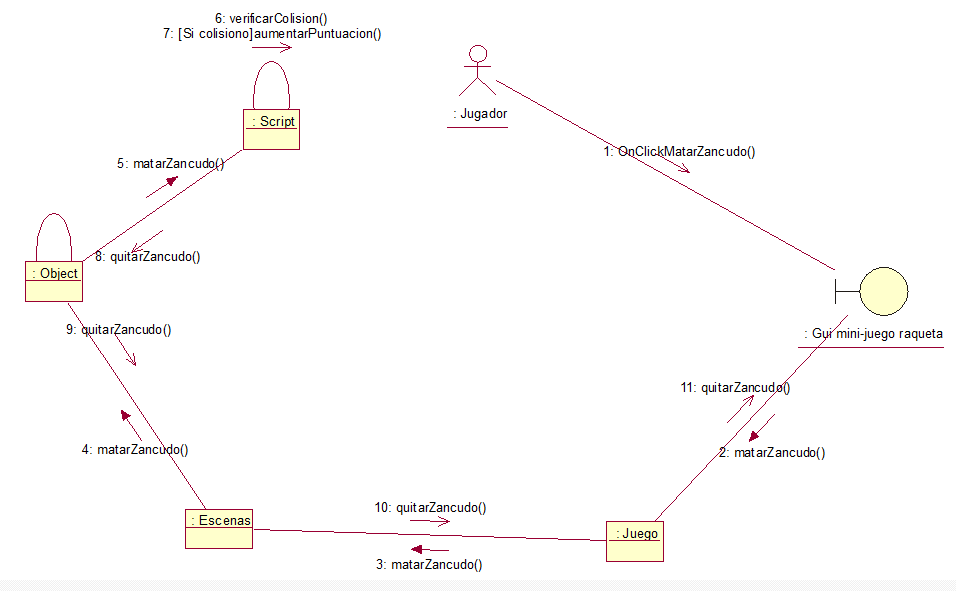 6: verificarColision()
7: [Si colisiono]aumentarPuntuacion()
: Script
: Jugador
5: matarZancudo()
1: OnClickMatarZancudo()
8: quitarZancudo()
: Object
9: quitarZancudo()
: Gui mini-juego raqueta
11: quitarZancudo()
4: matarZancudo()
2: matarZancudo()
10: quitarZancudo()
: Escenas
: Juego
3: matarZancudo()